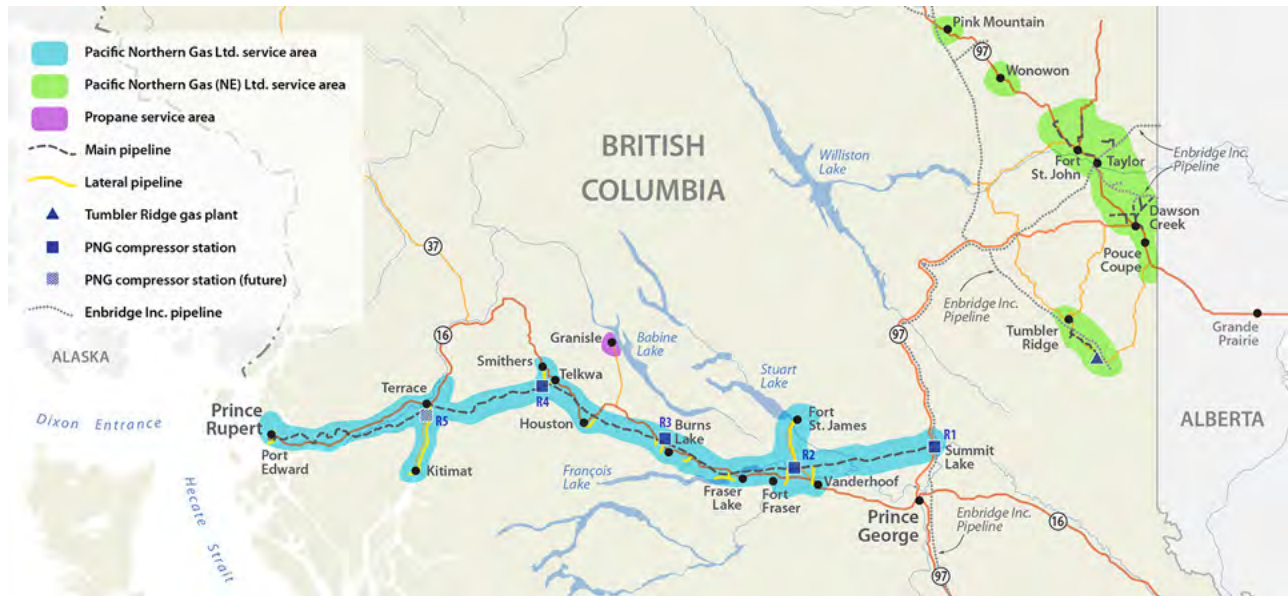 Pacific Northern Gas Ltd. service area
Pacific Northern Gas (NE) Ltd. service area
Propane service area
Main pipeline
Lateral pipeline
Tumbler Ridge gas plant
PNG compressor station
PNG compressor station (future)
Enbridge Inc. pipeline
Pink Mountain
97
Wonowon
BRITISH
COLUMBIA
Williston
Lake
Fort
St. John
Taylor
Enbridge Inc.
Pipeline
Dawson
Creek
Pouce
Coupe
37
Enbridge Inc.
Pipeline
Tumbler
Ridge
Grande
Prairie
ALASKA
16
97
Granisle
Babine
Lake
Smithers
Telkwa
Stuart
Lake
Terrace
R4
R5
Prince
Rupert
Dixon Entrance
Port
Edward
Kitimat
Houston
R3
Burns
Lake
Fort
St. James
R2
R1
Summit
Lake
ALBERTA
François
Lake
Fraser
Lake
Fort
Fraser
Vanderhoof
Prince
George
Enbridge Inc.
Pipeline
16
Hecate Strait
97